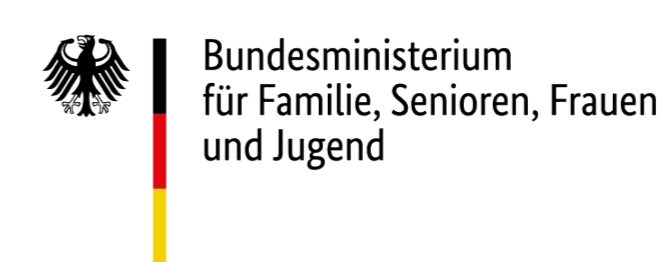 Bundesministerium
für Familie, Senioren, Frauen
und Jugend